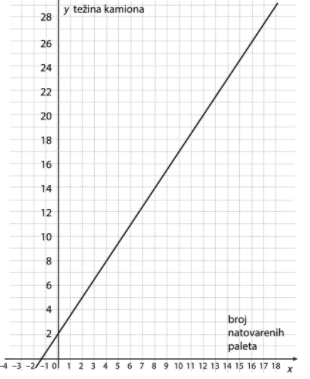 y težina kamiona
28
26
24
22
20
18
16
14
12
10
8
6
4
2
broj
natovarenih
paleta
-4 -3 -2 -1 0 1 2 3 4 5 6 7 8 9 10 11 12 13 14 15 16 17 18 x